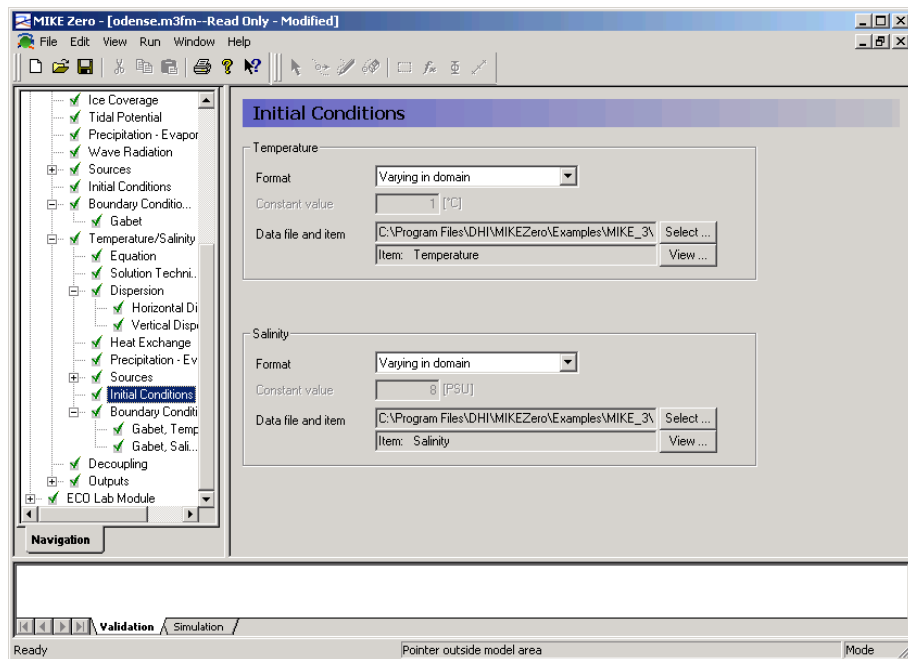 MIKE Zero - [odense.m3fm--Read Only - Modified]
File Edit View Run Window Help
Ice Coverage
Tidal Potential
Precipitation - Evapor
Wave Radiation
Sources
Initial Conditions
Boundary Conditio...
Gabet
Temperature/Salinity
Equation
Solution Techni..
Dispersion
Horizontal Di
Vertical Disp
Heat Exchange
Precipitation - Ev
Sources
Initial Conditions
Boundary Conditi
Gabet, Temp
Gabet, Sali...
Decoupling
Outputs
ECO Lab Module
Navigation
Initial Conditions
Temperature
Format Varying in domain
Constant value 1 [°C]
Data file and item C:\Program Files\DHI\MIKEZero\Examples\MIKE_3\ Select ...
Item: Temperature View ...
Salinity
Format Varying in domain
Constant value 8 [PSU]
Data file and item C:\Program Files\DHI\MIKEZero\Examples\MIKE_3\ Select ...
Item: Salinity View ...
Validation Simulation
Ready Pointer outside model area Mode